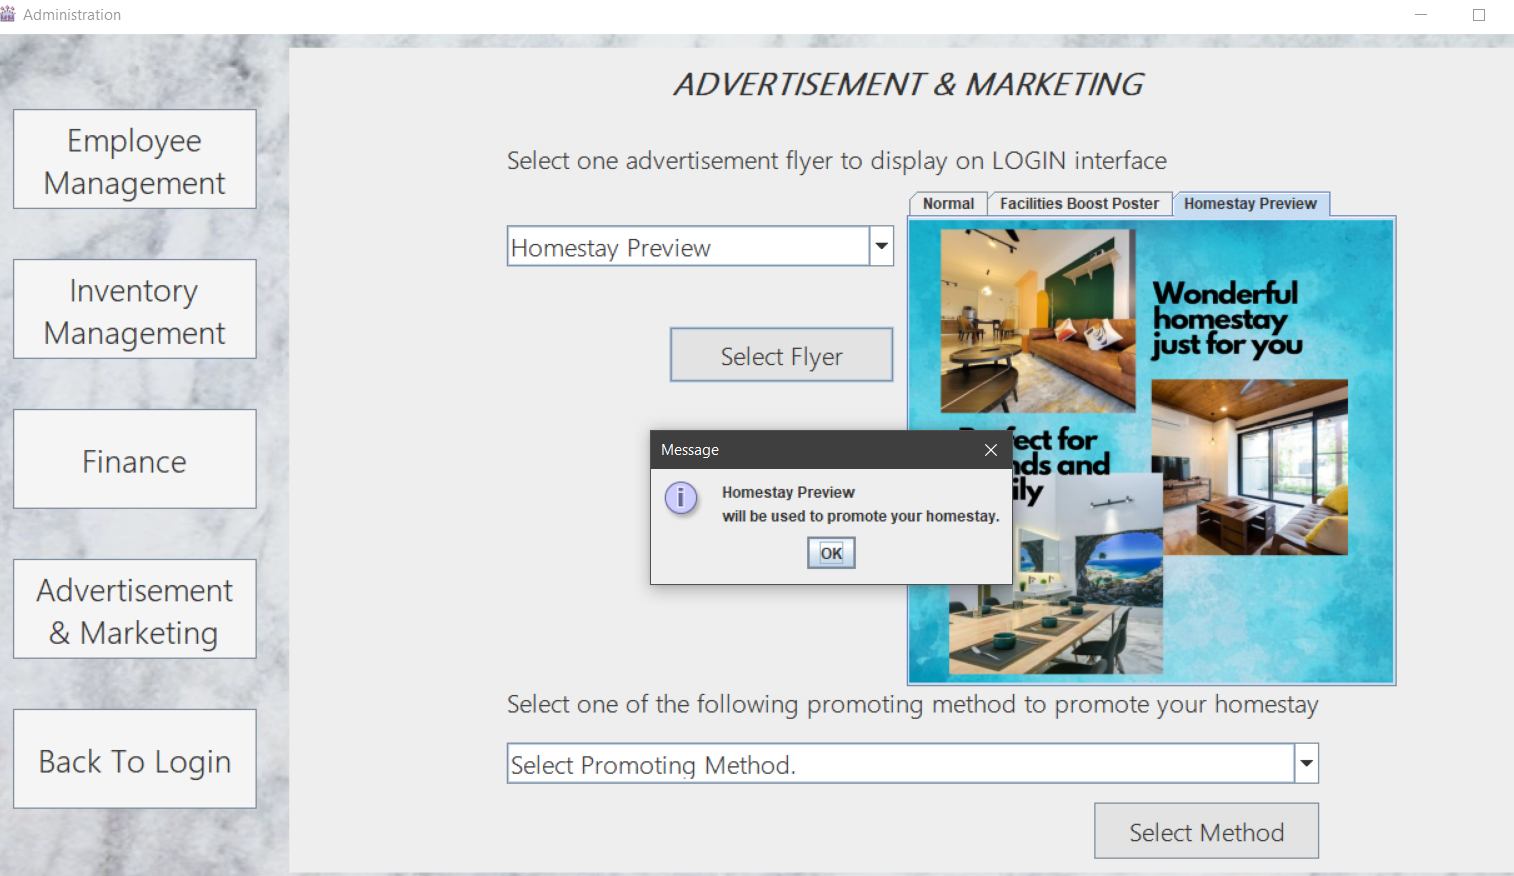 Administration
Employee
Management
Inventory
Management
Finance
Advertisement
& Marketing
Back To Login
ADVERTISEMENT & MARKETING
Select one advertisement flyer to display on LOGIN interface
Homestay Preview
Select Flyer
Normal
Facilities Boost Poster
Homestay Preview
Wonderful
homestay
just for you
for
and
Message
Homestay Preview
will be used to promote your homestay.
OK
Select one of the following promoting method to promote your homestay
Select Promoting Method.
Select Method